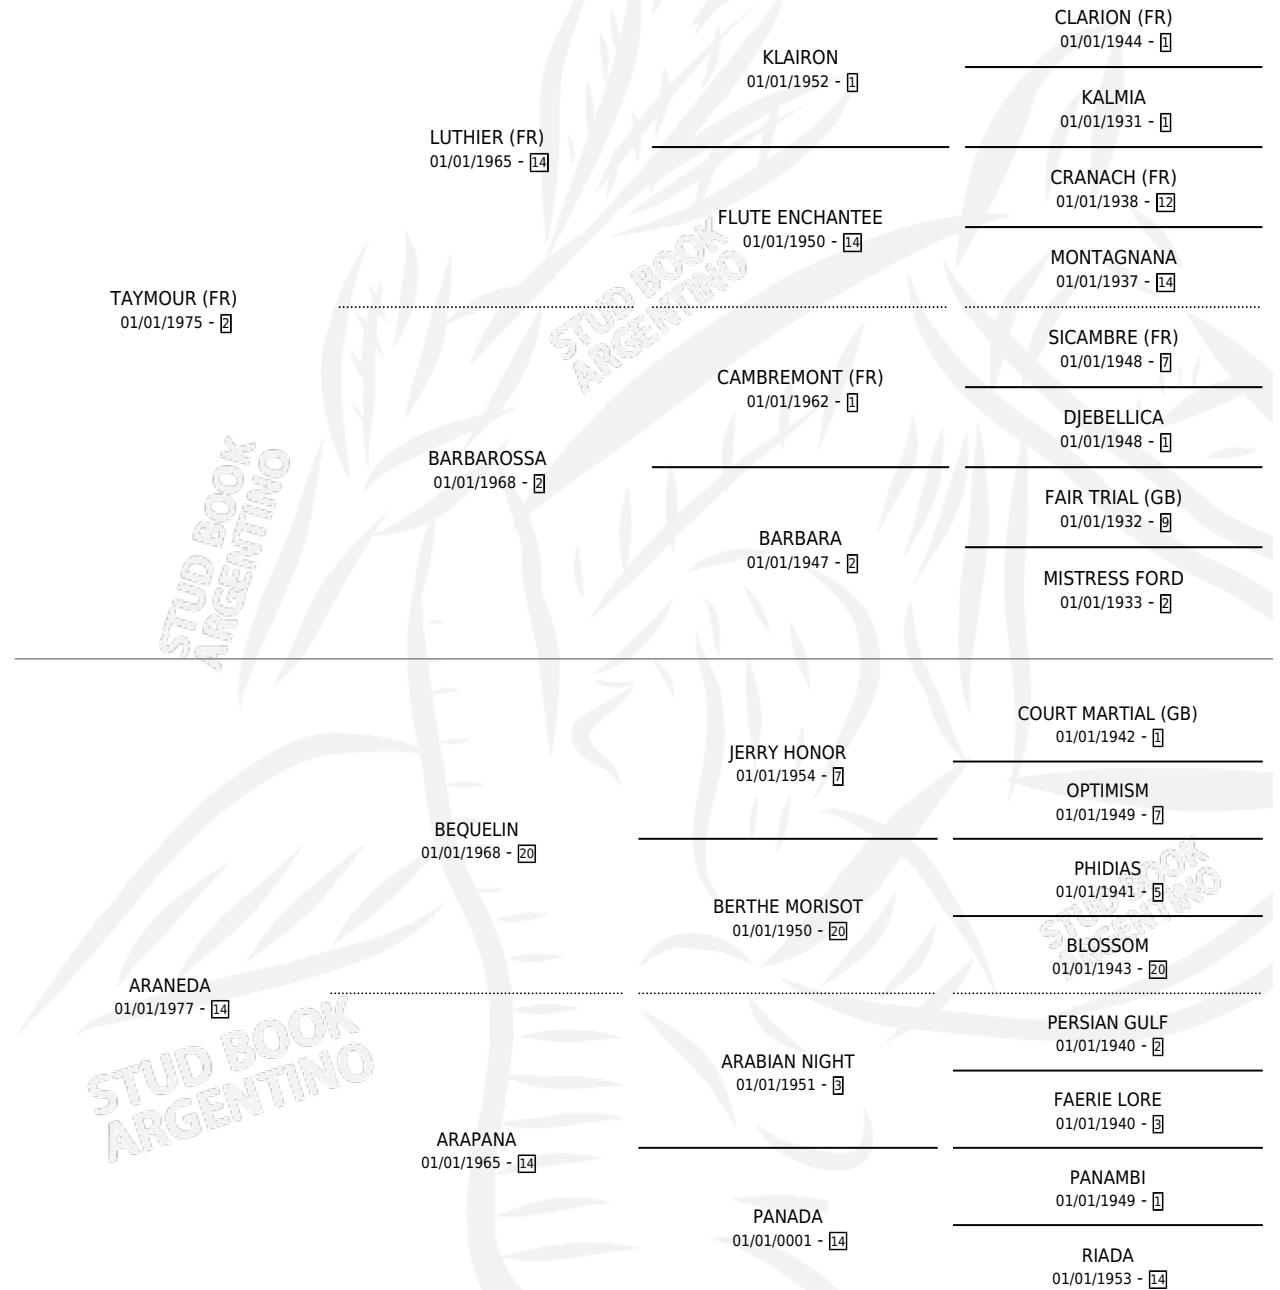 CLARION (FR)
01/01/1944 - 1
KLAIRON
01/01/1952 - 1
KALMIA
01/01/1931 - 1
LUTHIER (FR)
01/01/1965 - 14
CRANACH (FR)
01/01/1938 - 12
FLUTE ENCHANTEE
01/01/1950 - 14
MONTAGNANA
01/01/1937 - 14
TAYMOUR (FR)
01/01/1975 - 2
SICAMBRE (FR)
01/01/1948 - 7
CAMBREMONT (FR)
01/01/1962 - 1
DJEBELLICA
01/01/1948 - 1
BARBAROSSA
01/01/1968 - 2
FAIR TRIAL (GB)
01/01/1932 - 9
BARBARA
01/01/1947 - 2
MISTRESS FORD
01/01/1933 - 2
COURT MARTIAL (GB)
01/01/1942 - 1
JERRY HONOR
01/01/1954 - 7
OPTIMISM
01/01/1949 - 7
BEQUELIN
01/01/1968 - 20
PHIDIAS
01/01/1941 - 5
BERTHE MORISOT
01/01/1950 - 20
BLOSSOM
01/01/1943 - 20
ARANEDA
01/01/1977 - 14
PERSIAN GULF
01/01/1940 - 2
ARABIAN NIGHT
01/01/1951 - 3
FAERIE LORE
01/01/1940 - 3
ARAPANA
01/01/1965 - 14
PANAMBI
01/01/1949 - 1
PANADA
01/01/0001 - 14
RIADA
01/01/1953 - 14
STUD BOOK
ARGENTINO
STUD BOOK
ARGENTINO
STUD BOOK
ARGENTINO
STUD BOOK
ARGENTINO